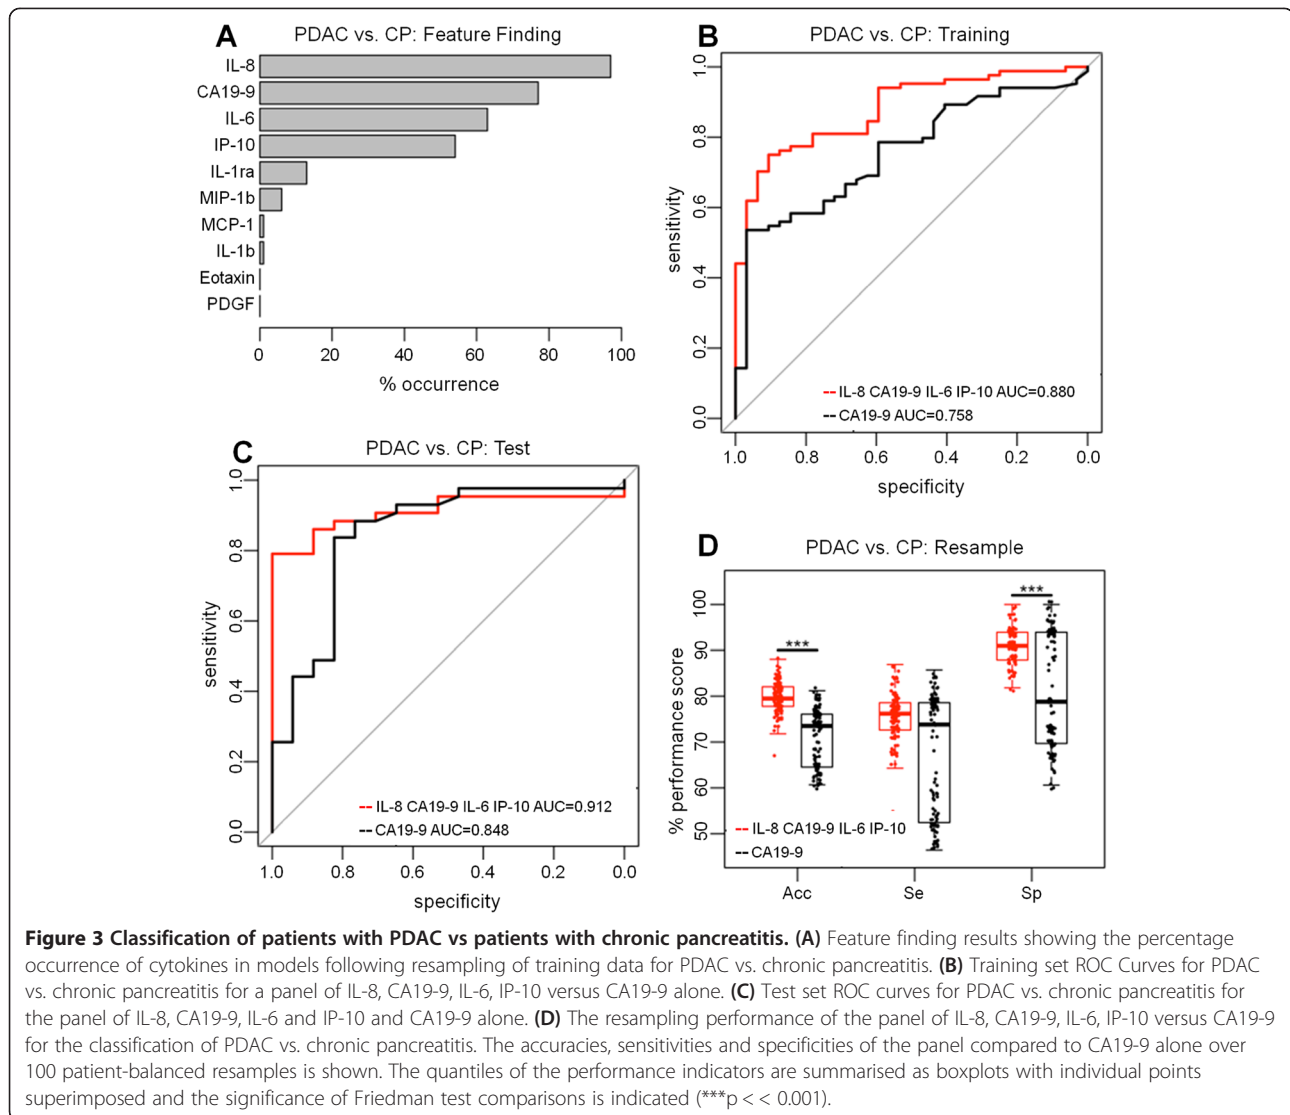 A
PDAC vs. CP: Feature Finding
IL-8
CA19-9
IL-6
IP-10
IL-1ra
MIP-1b
MCP-1
IL-1b
Eotaxin
PDGF
0 20 40 60 80 100
% occurrence
B
PDAC vs. CP: Training
sensitivity
1.0
0.8
0.6
0.4
0.2
0.0
IL-8 CA19-9 IL-6 IP-10 AUC=0.880
CA19-9 AUC=0.758
1.0 0.8 0.6 0.4 0.2 0.0
specificity
C
PDAC vs. CP: Test
sensitivity
1.0
0.8
0.6
0.4
0.2
0.0
IL-8 CA19-9 IL-6 IP-10 AUC=0.912
CA19-9 AUC=0.848
1.0 0.8 0.6 0.4 0.2 0.0
specificity
D
PDAC vs. CP: Resample
% performance score
100
90
80
70
60
50
***
***
IL-8 CA19-9 IL-6 IP-10
CA19-9
Acc Se Sp
Figure 3 Classification of patients with PDAC vs patients with chronic pancreatitis. (A) Feature finding results showing the percentage
occurrence of cytokines in models following resampling of training data for PDAC vs. chronic pancreatitis. (B) Training set ROC Curves for PDAC
vs. chronic pancreatitis for a panel of IL-8, CA19-9, IL-6, IP-10 versus CA19-9 alone. (C) Test set ROC curves for PDAC vs. chronic pancreatitis for
the panel of IL-8, CA19-9, IL-6 and IP-10 and CA19-9 alone. (D) The resampling performance of the panel of IL-8, CA19-9, IL-6, IP-10 versus CA19-9
for the classification of PDAC vs. chronic pancreatitis. The accuracies, sensitivities and specificities of the panel compared to CA19-9 alone over
100 patient-balanced resamples is shown. The quantiles of the performance indicators are summarised as boxplots with individual points
superimposed and the significance of Friedman test comparisons is indicated (***p < < 0.001).